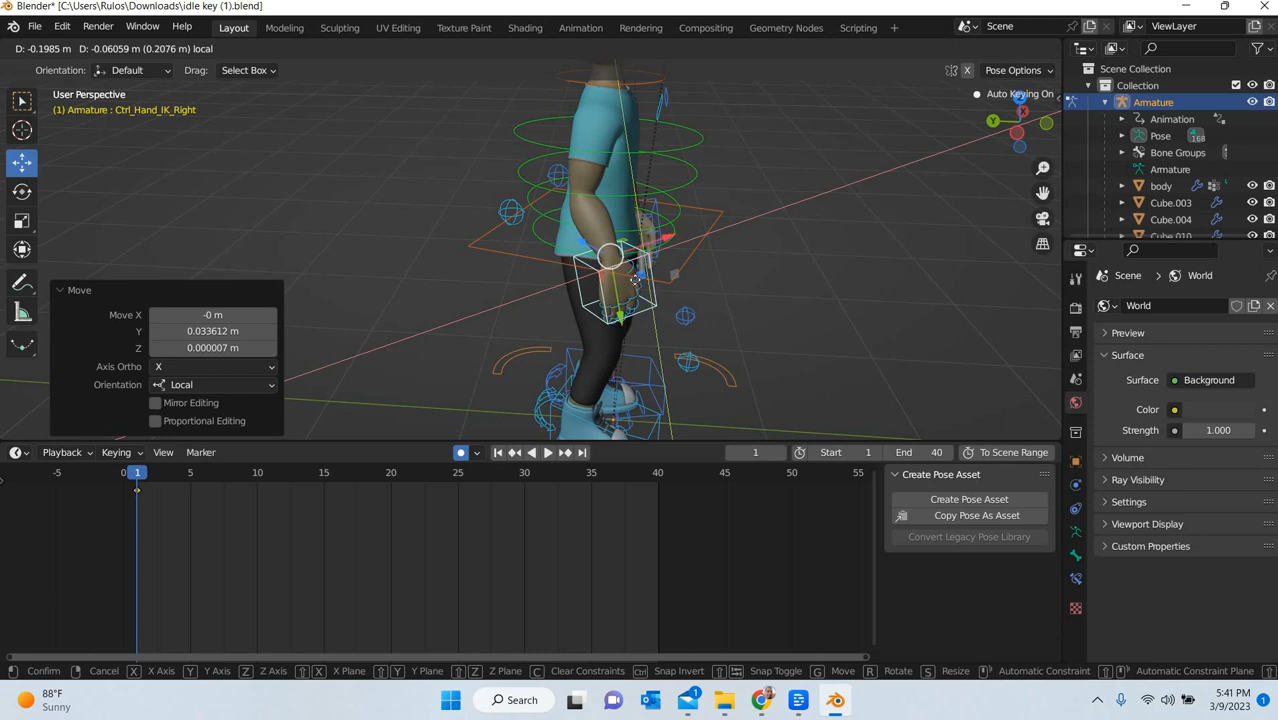 Blender* [C:\Users\Rulos\Downloads\idle key (1).blend]
File Edit Render Window Help Layout Modeling Sculpting UV Editing Texture Paint Shading Animation Rendering Compositing Geometry Nodes Scripting Scene ViewLayer
D: -0.1985 m D: -0.06059 m (0.2076 m) local
Orientation: Default Drag: Select Box X Pose Options
User Perspective
(1) Armature : Ctrl_Hand_IK_Right
Auto Keying On
Z
X
Y
Scene Collection
Collection
Armature
Animation
Pose 168
Bone Groups
Armature
body
Cube.003
Cube.004
Cube.010
Move
Move X -0 m
Y 0.033612 m
Z 0.000007 m
Axis Ortho X
Orientation Local
Mirror Editing
Proportional Editing
Scene World
World
Preview
Surface
Surface Background
Color
Strength 1.000
Volume
Ray Visibility
Settings
Viewport Display
Custom Properties
Playback Keying View Marker 1 Start 1 End 40 To Scene Range
-5 0 1 5 10 15 20 25 30 35 40 45 50 55
Create Pose Asset
Create Pose Asset
Copy Pose As Asset
Convert Legacy Pose Library
Confirm Cancel X X Axis Y Y Axis Z Z Axis X X Plane Y Y Plane Z Z Plane C Clear Constraints Ctrl Snap Invert Snap Toggle G Move R Rotate S Resize Automatic Constraint Automatic Constraint Plane
88°F
Sunny
Search
1
5:41 PM
3/9/2023
1